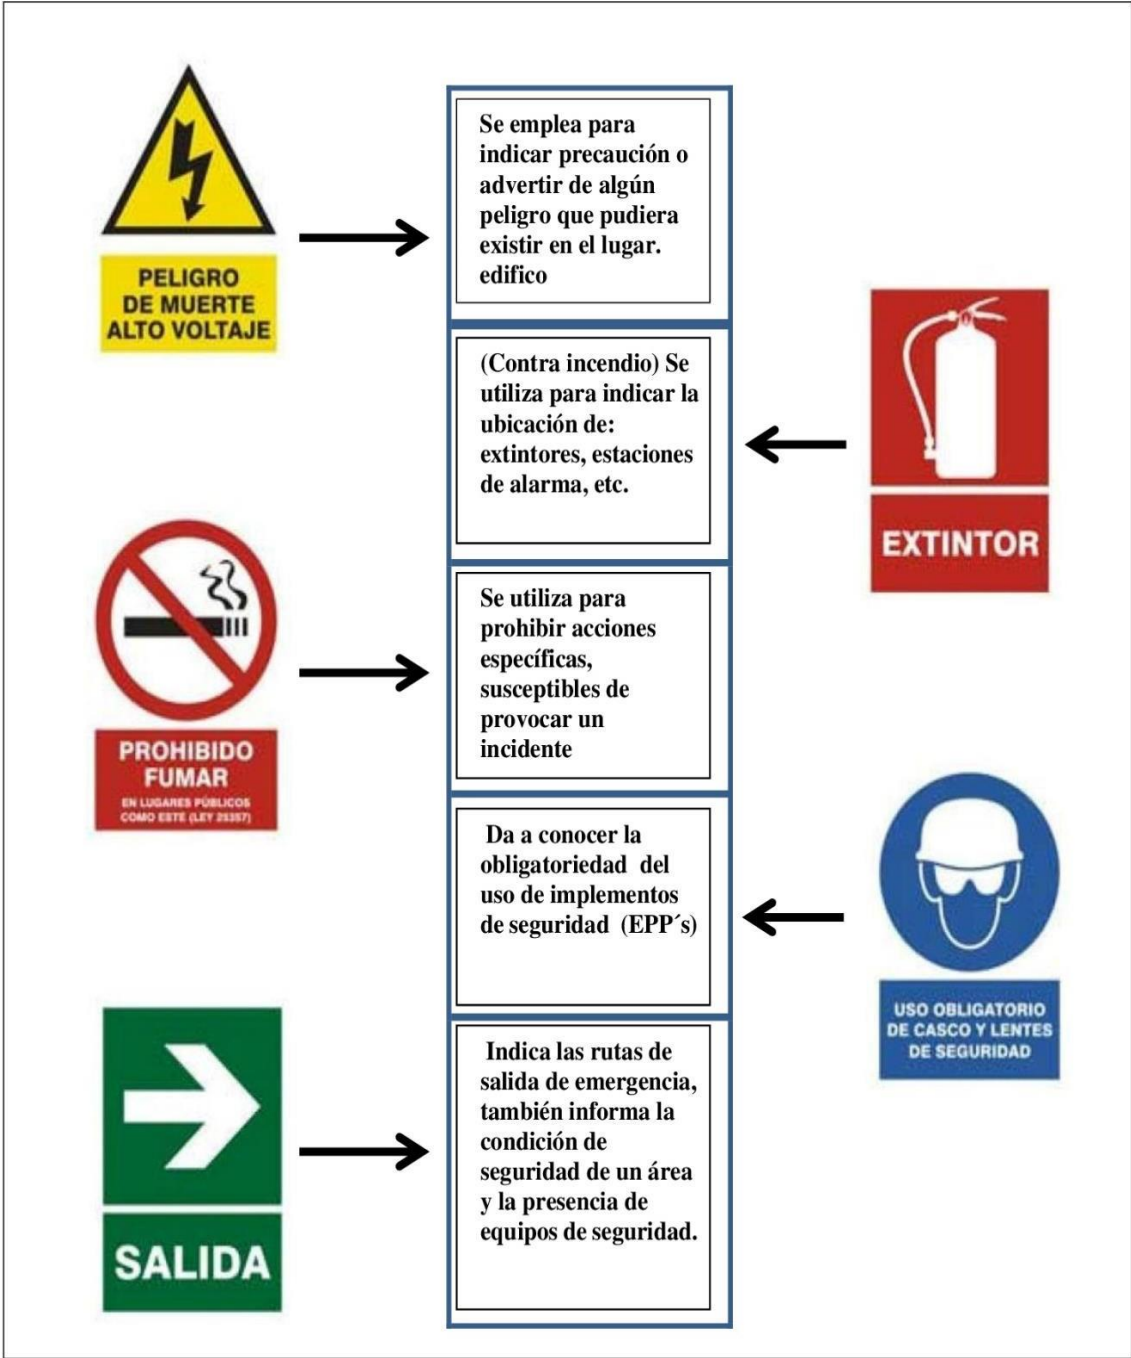 PELIGRO
DE MUERTE
ALTO VOLTAJE
Se emplea para
indicar precaución o
advertir de algún
peligro que pudiera
existir en el lugar.
edifico
(Contra incendio) Se
utiliza para indicar la
ubicación de:
extintores, estaciones
de alarma, etc.
EXTINTOR
PROHIBIDO
FUMAR
EN LUGARES PÚBLICOS
COMO ESTE (LEY 25357)
Se utiliza para
prohibir acciones
específicas,
susceptibles de
provocar un
incidente
Da a conocer la
obligatoriedad del
uso de implementos
de seguridad (EPP´s)
USO OBLIGATORIO
DE CASCO Y LENTES
DE SEGURIDAD
SALIDA
Indica las rutas de
salida de emergencia,
también informa la
condición de
seguridad de un área
y la presencia de
equipos de seguridad.